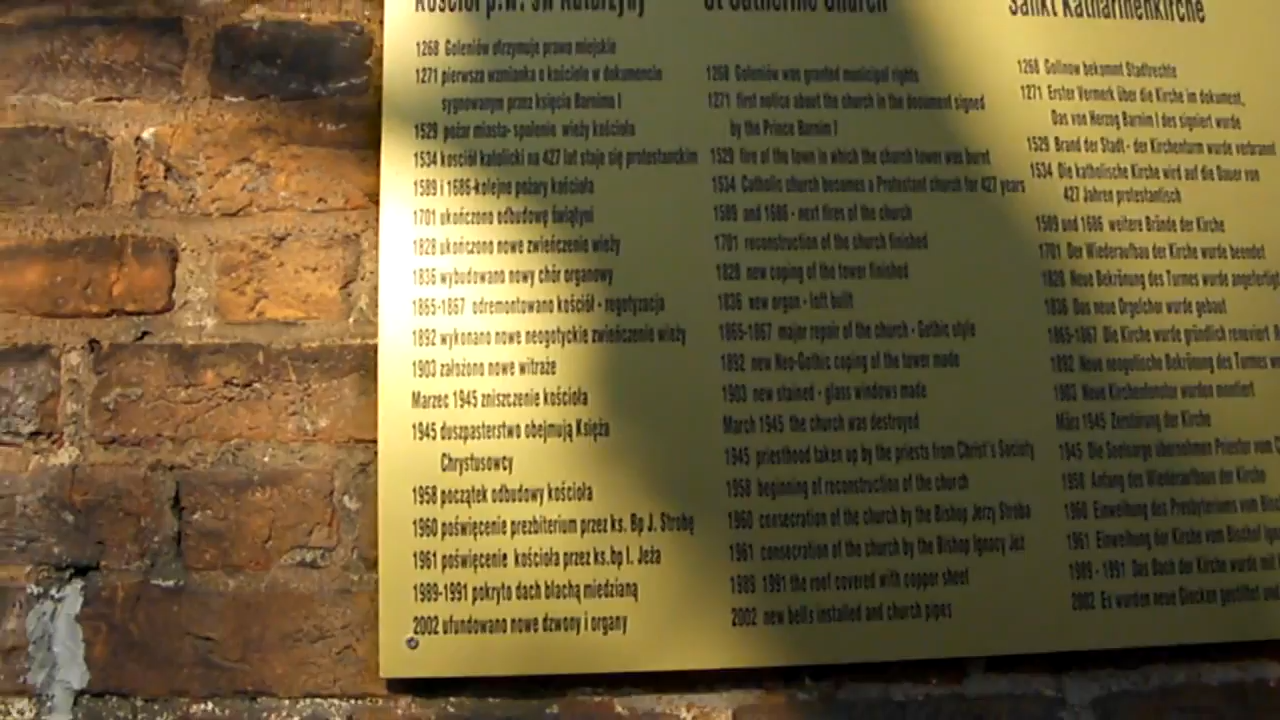 Kościół p.w. św Katarzyny
1268 Goleniów otrzymuje prawa miejskie
1271 pierwsza wzmianka o kościele w dokumencie
sygnowanym przez księcia Barnima I
1529 pożar miasta- spalenie wieży kościoła
1534 kościół katolicki na 427 lat staje się protestanckim
1589 i 1686-kolejne pożary kościoła
1701 ukończono odbudowę świątyni
1828 ukończono nowe zwieńczenie wieży
1836 wybudowano nowy chór organowy
1865-1867 odremontowano kościół - regotyzacja
1892 wykonano nowe neogotyckie zwieńczenie wieży
1903 założono nowe witraże
Marzec 1945 zniszczenie kościoła
1945 duszpasterstwo obejmują Księża
Chrystusowcy
1958 początek odbudowy kościoła
1960 poświęcenie prezbiterium przez ks. Bp J. Strobę
1961 poświęcenie kościoła przez ks.bp I. Jeża
1989-1991 pokryto dach blachą miedzianą
2002 ufundowano nowe dzwony i organy
St Catherine Church
1268 Goleniów was granted municipal rights
1271 first notice about the church in the document signed
by the Prince Barnim I
1529 fire of the town in which the church tower was burnt
1534 Catholic church becomes a Protestant church for 427 years
1589 and 1686 - next fires of the church
1701 reconstruction of the church finished
1828 new coping of the tower finished
1836 new organ - loft built
1865-1867 major repair of the church - Gothic style
1892 new Neo-Gothic coping of the tower made
1903 new stained - glass windows made
March 1945 the church was destroyed
1945 priesthood taken up by the priests from Christ's Society
1958 beginning of reconstruction of the church
1960 consecration of the church by the Bishop Jerzy Stroba
1961 consecration of the church by the Bishop Ignacy Jeż
1989 1991 the roof covered with copper sheet
2002 new bells installed and church pipes
Sankt Katharinenkirche
1268 Gollnow bekommt Stadtrechte
1271 Erster Vermerk über die Kirche im dokument,
Das von Herzog Barnim I des signiert wurde
1529 Brand der Stadt - der Kirchenturm wurde verbrannt
1534 Die katholische Kirche wird auf die Dauer von
427 Jahren protestantisch
1589 und 1686 weitere Brände der Kirche
1701 Der Wiederaufbau der Kirche wurde beendet
1828 Neue Bekrönung des Turmes wurde angefertigt
1836 Das neue Orgelchor wurde gebaut
1865-1867 Die Kirche wurde gründlich renoviert
1892 Neue neogotische Bekrönung des Turmes
1903 Neue Kirchenfenster wurden montiert
März 1945 Zerstörung der Kirche
1945 Die Seelsorge übernehmen Priester vom
1958 Anfang des Wiederaufbaus der Kirche
1960 Einweihung des Presbyteriums vom
1961 Einweihung der Kirche vom Bischof
1989 - 1991 Das Dach der Kirche wurde mit
2002 Es wurden neue Glocken gestiftet und